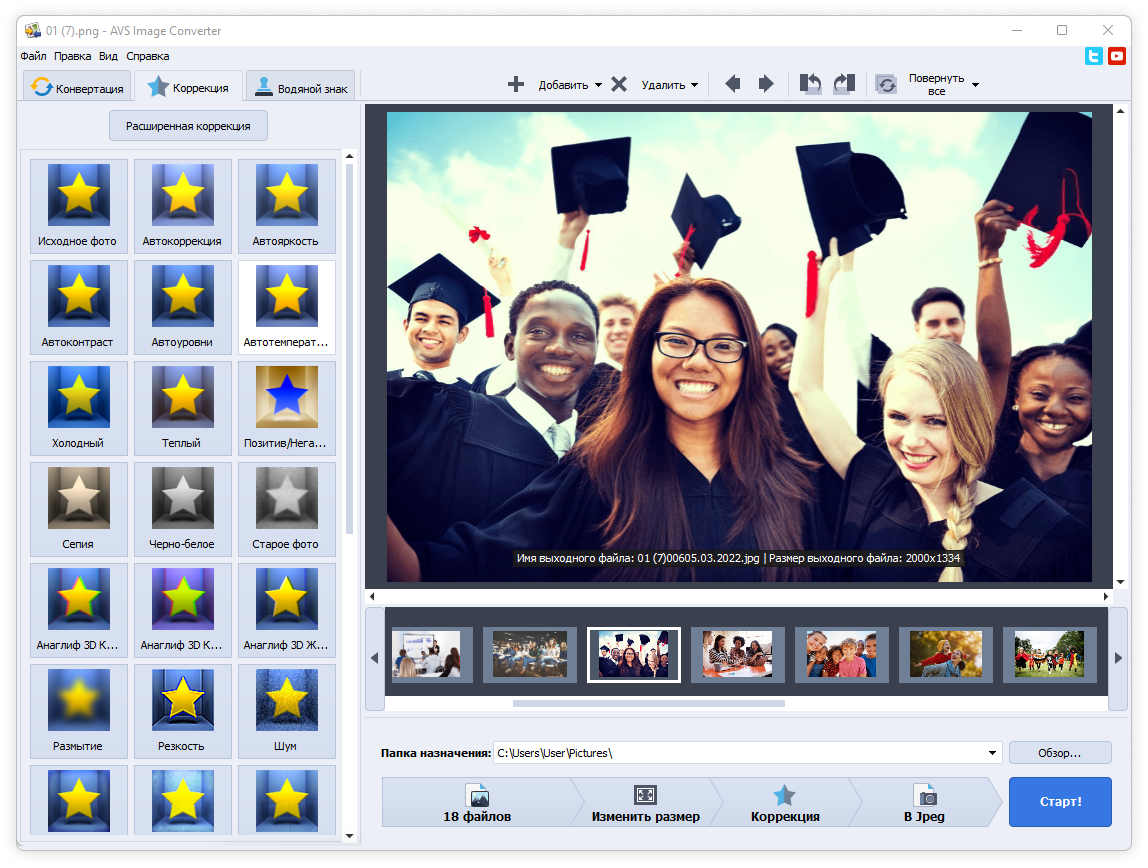 01 (7).png - AVS Image Converter
Файл Правка Вид Справка
Конвертация
Коррекция
Водяной знак
Добавить
Удалить
Повернуть
все
Расширенная коррекция
Исходное фото
Автокоррекция
Автояркость
Автоконтраст
Автоуровни
Автотемперат...
Холодный
Теплый
Позитив/Нега...
Сепия
Черно-белое
Старое фото
Анаглиф 3D К...
Анаглиф 3D К...
Анаглиф 3D Ж...
Размытие
Резкость
Шум
Имя выходного файла: 01 (7)00605.03.2022.jpg | Размер выходного файла: 2000x1334
Папка назначения: C:\Users\User\Pictures\
Обзор...
18 файлов
Изменить размер
Коррекция
В Jpeg
Старт!